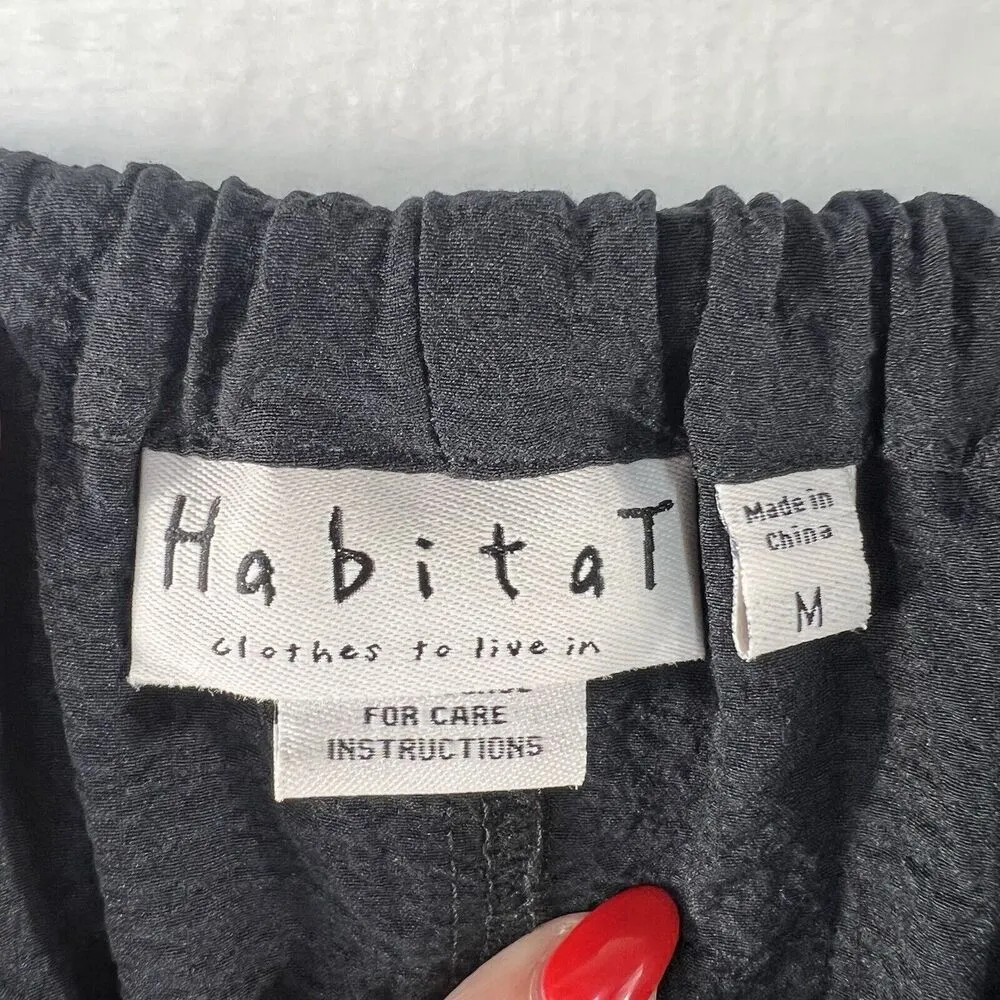 HabitaT
clothes to live in
FOR CARE
INSTRUCTIONS
Made in
China
M